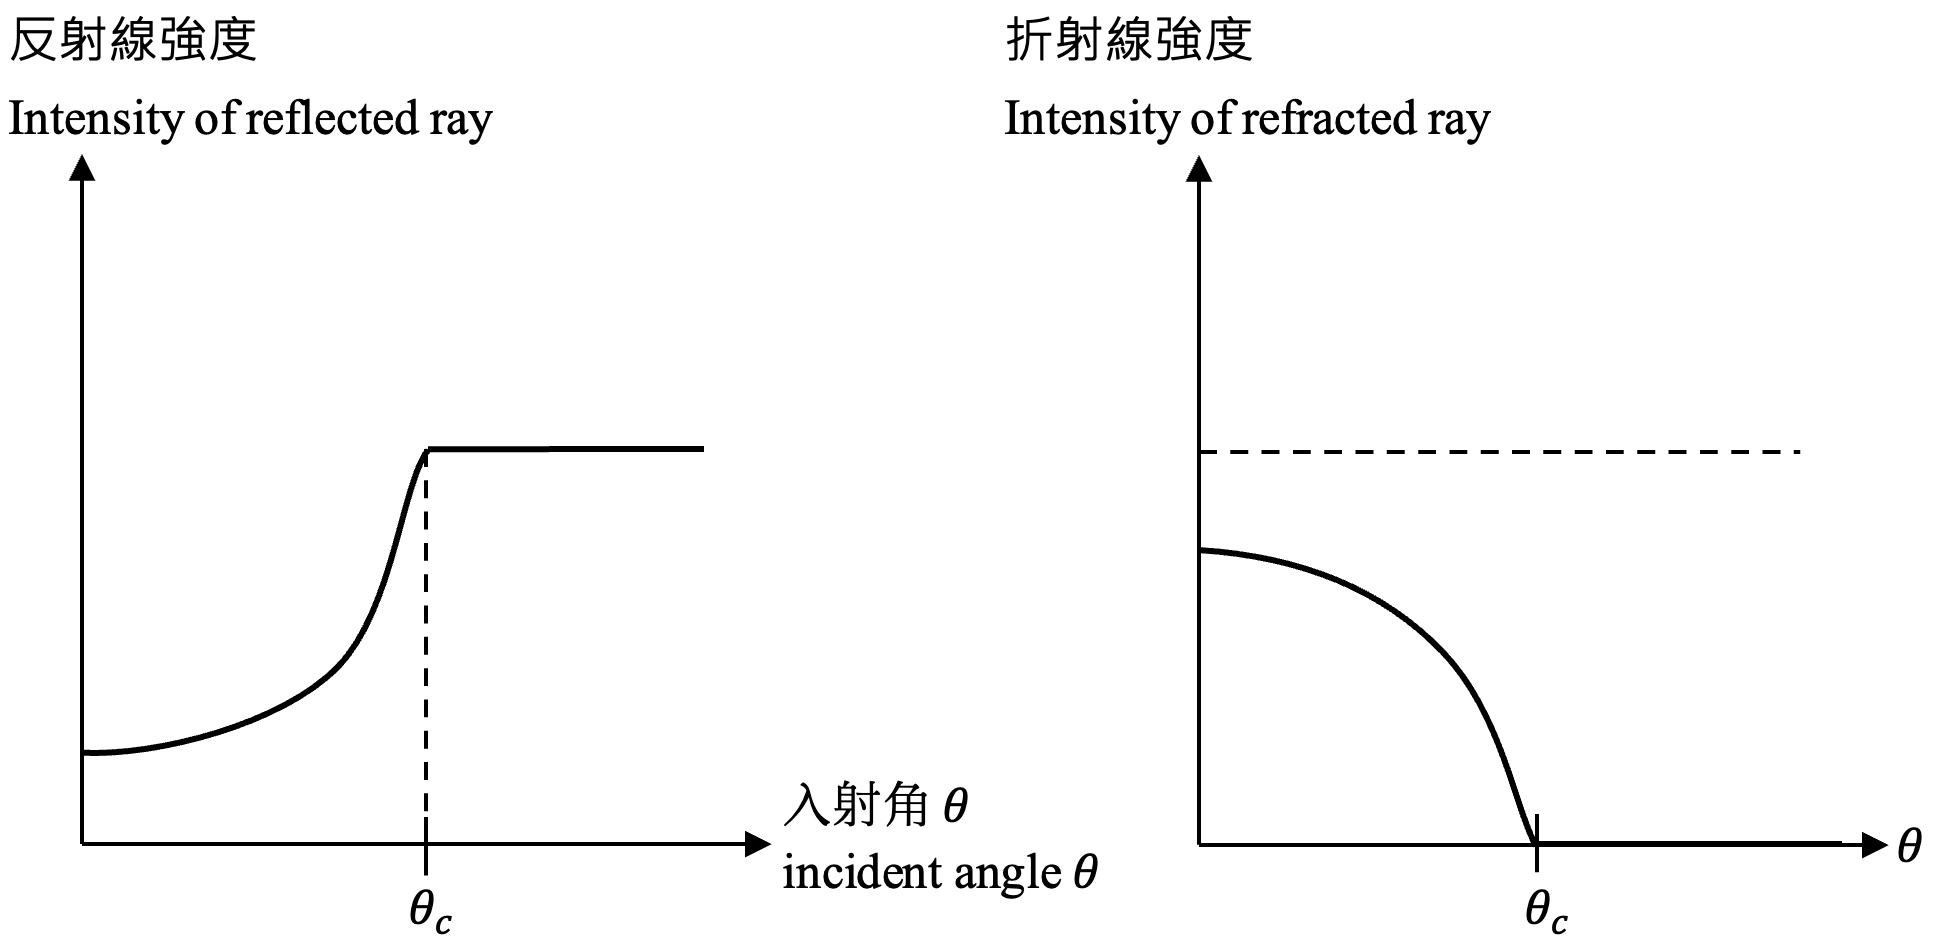 反射線強度
Intensity of reflected ray
入射角 θ
incident angle θ
θc
折射線強度
Intensity of refracted ray
θ
θc